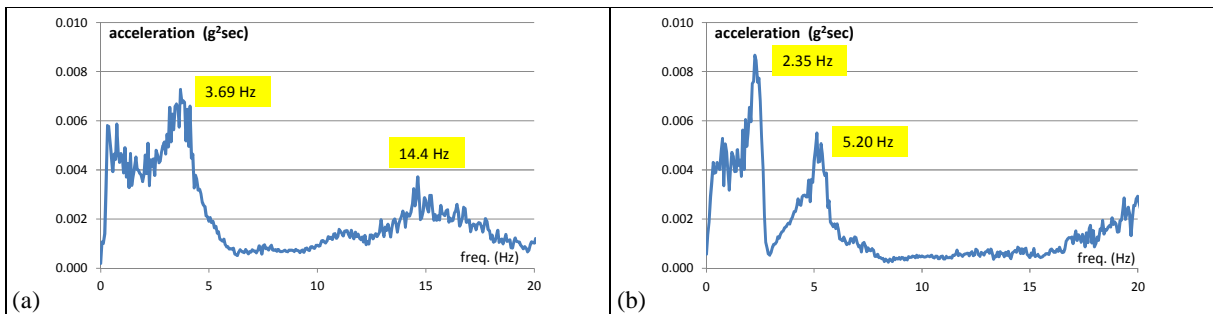 0.010
acceleration (g²sec)
0.008
3.69 Hz
0.006
14.4 Hz
0.004
0.002
freq. (Hz)
0.000
0 5 10 15 20
(a)
0.010
acceleration (g²sec)
2.35 Hz
0.008
0.006
5.20 Hz
0.004
0.002
freq. (Hz)
0.000
0 5 10 15 20
(b)